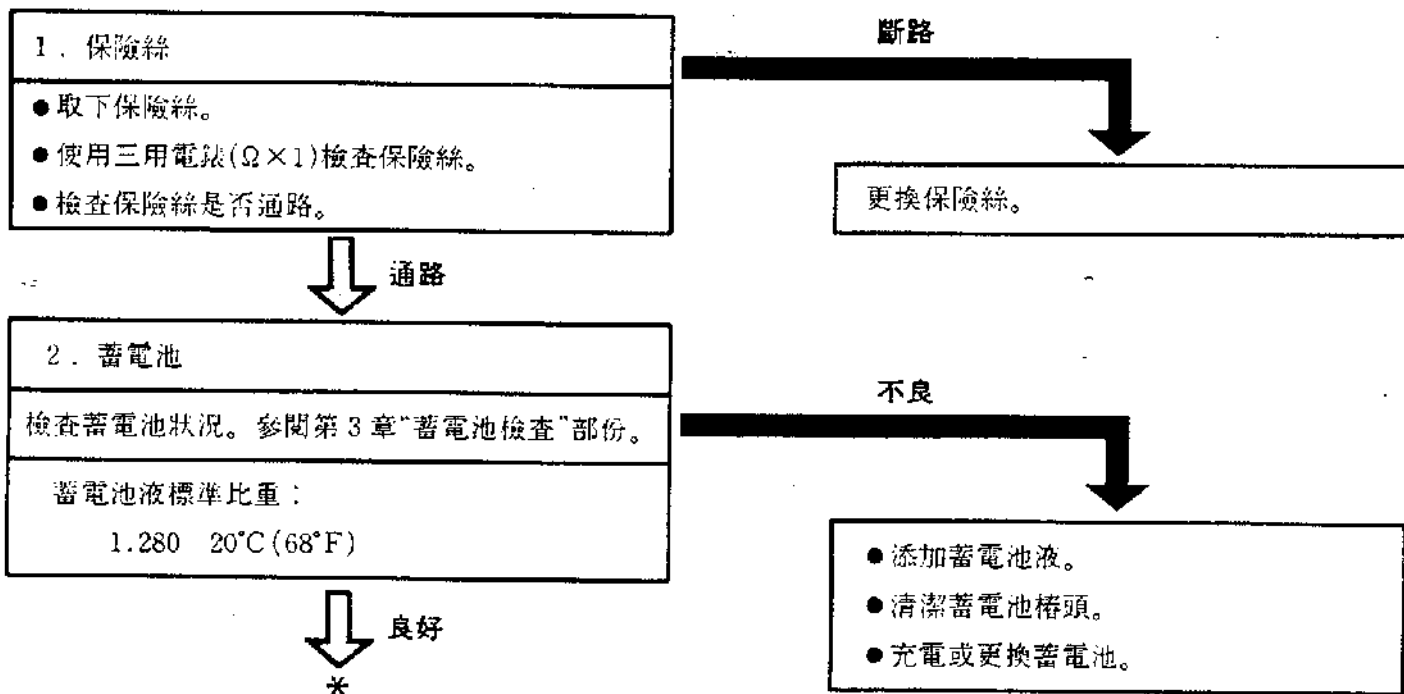 1. 保險絲
●取下保險絲。
●使用三用電錶(Ω×1)檢查保險絲。
●檢查保險絲是否通路。
斷路
更換保險絲。
通路
2. 蓄電池
檢查蓄電池狀況。參閱第3章"蓄電池檢查"部份。
蓄電池液標準比重：
1.280 20℃(68°F)
不良
●添加蓄電池液。
●清潔蓄電池樁頭。
●充電或更換蓄電池。
良好
*